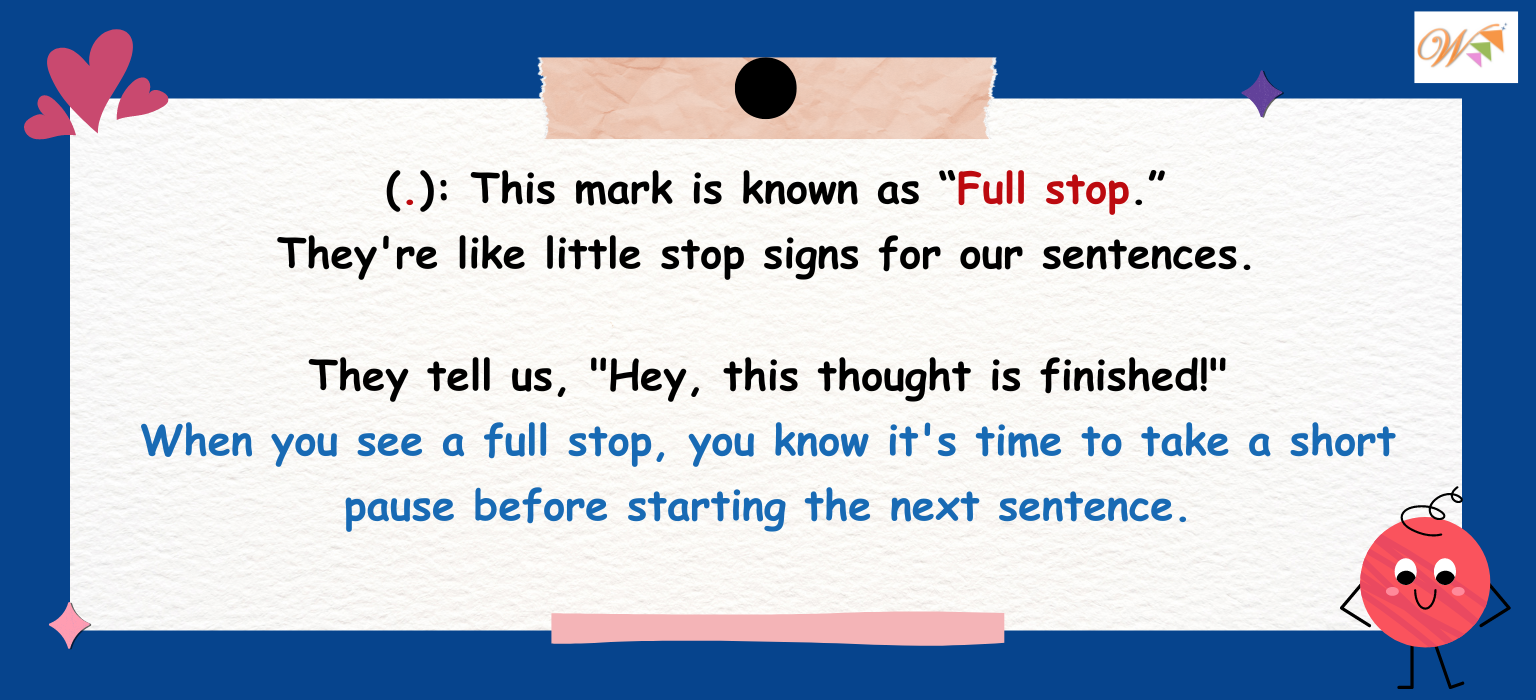 W
(.): This mark is known as “Full stop.”
They're like little stop signs for our sentences.
They tell us, "Hey, this thought is finished!"
When you see a full stop, you know it's time to take a short
pause before starting the next sentence.